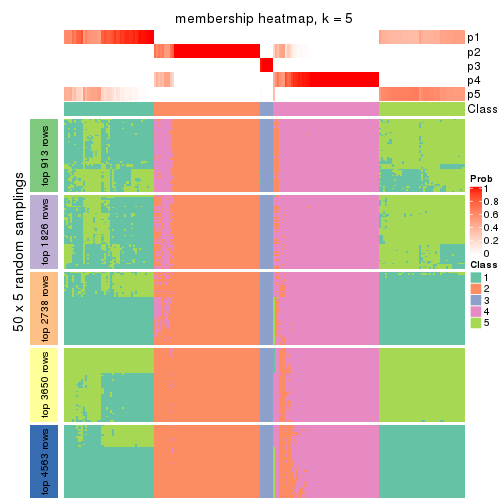 membership heatmap, k = 5
p1
p2
p3
p4
p5
Class
50 x 5 random samplings
top 913 rows
top 1826 rows
top 2738 rows
top 3650 rows
top 4563 rows
Prob
1
0.8
0.6
0.4
0.2
0
Class
1
2
3
4
5